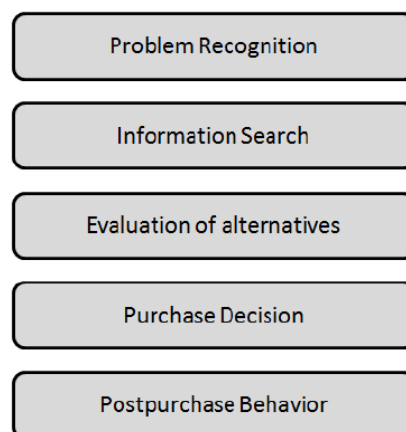 Problem Recognition
Information Search
Evaluation of alternatives
Purchase Decision
Postpurchase Behavior